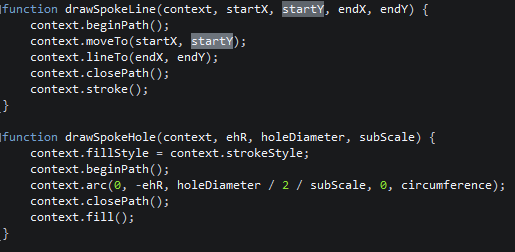 function drawSpokeLine(context, startX, startY, endX, endY) {
    context.beginPath();
    context.moveTo(startX, startY);
    context.lineTo(endX, endY);
    context.closePath();
    context.stroke();
}

function drawSpokeHole(context, ehR, holeDiameter, subScale) {
    context.fillStyle = context.strokeStyle;
    context.beginPath();
    context.arc(0, -ehR, holeDiameter / 2 / subScale, 0, circumference);
    context.closePath();
    context.fill();
}